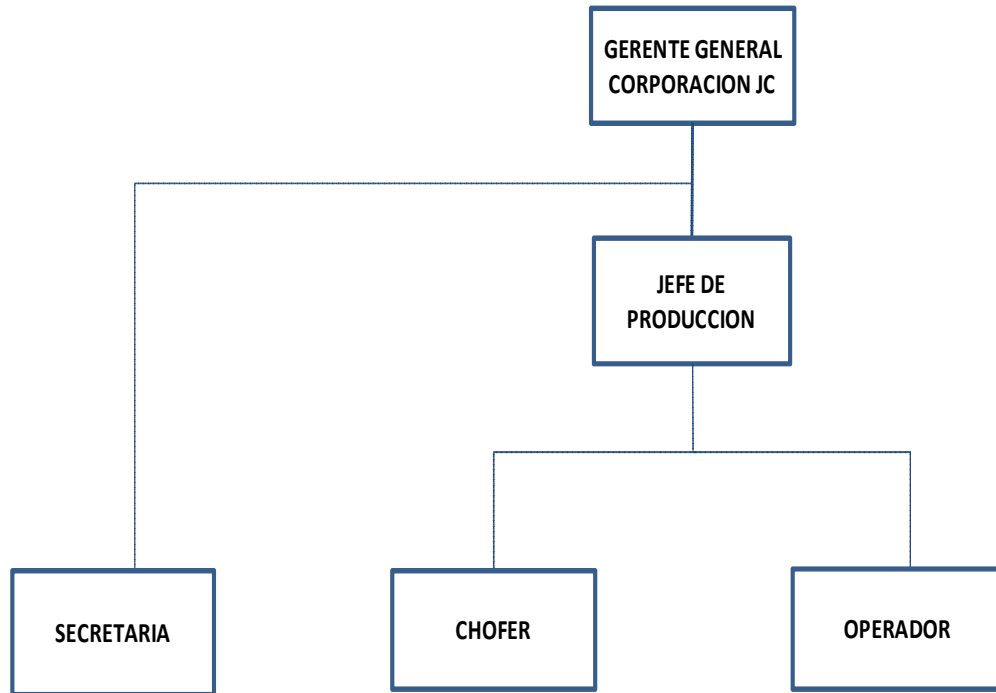 GERENTE GENERAL
CORPORACION JC
JEFE DE
PRODUCCION
SECRETARIA
CHOFER
OPERADOR